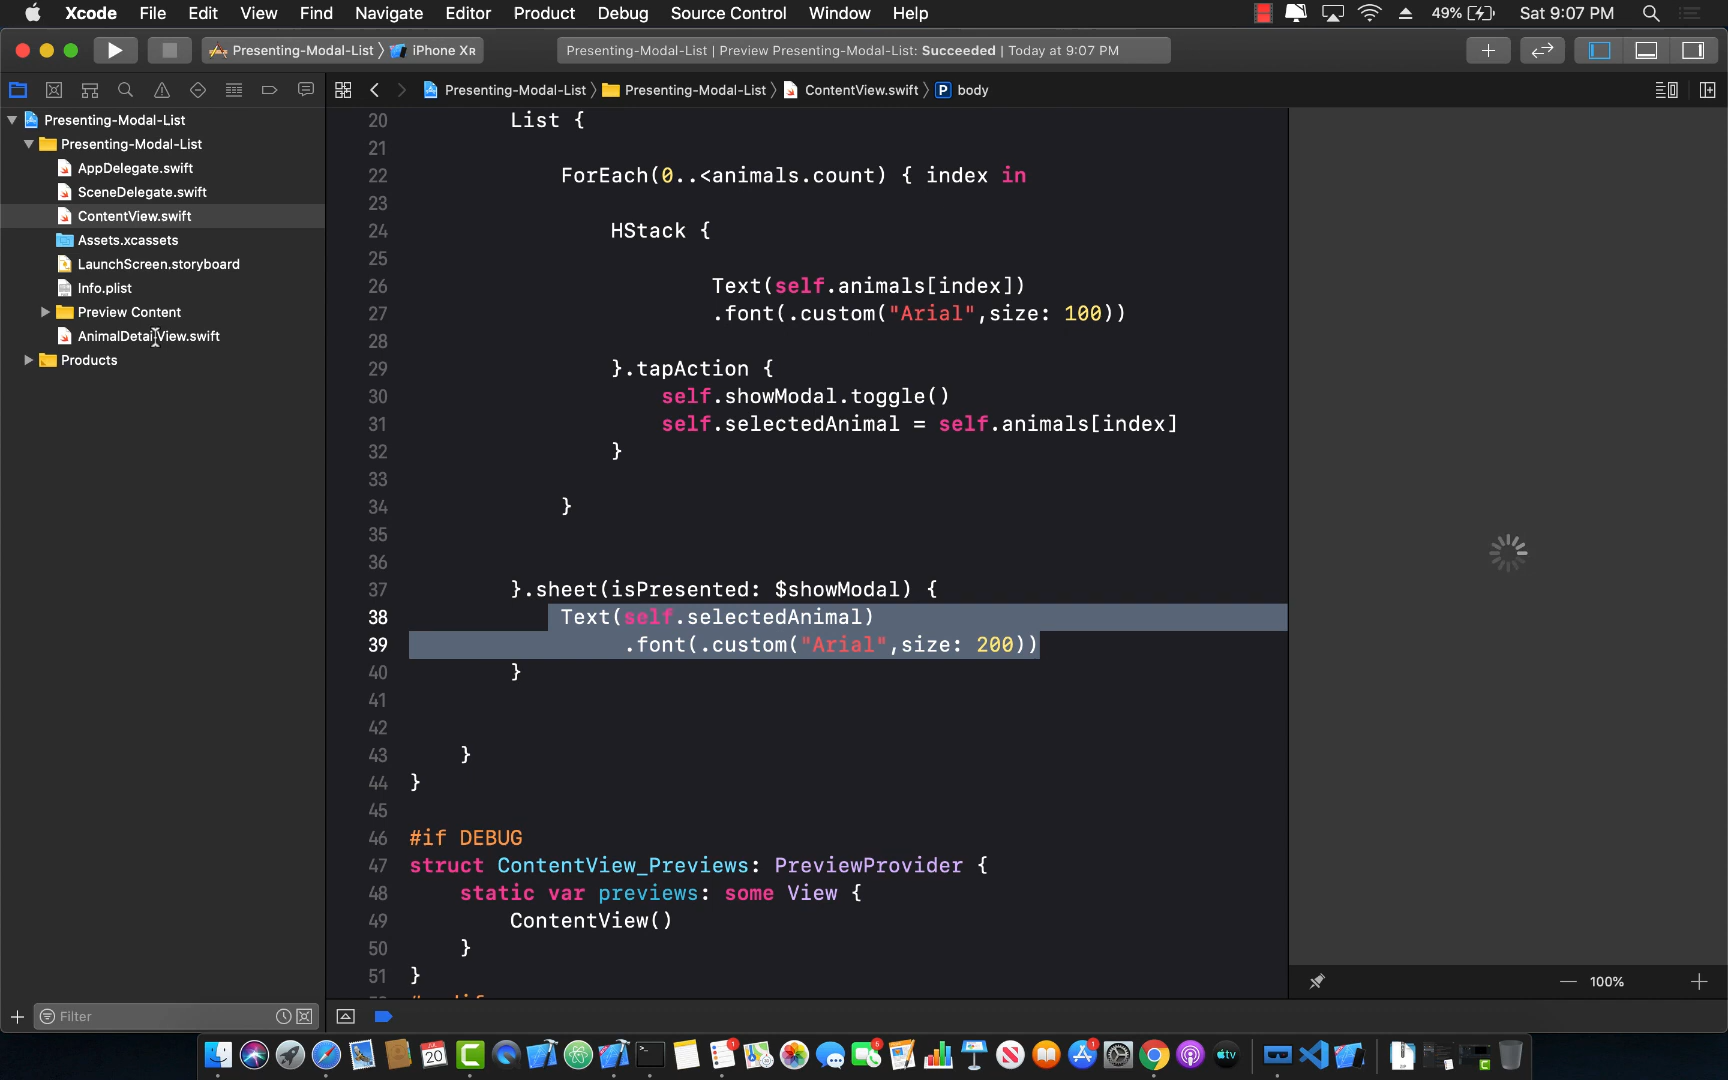 Xcode File Edit View Find Navigate Editor Product Debug Source Control Window Help 49% Sat 9:07 PM
Presenting-Modal-List iPhone XR Presenting-Modal-List | Preview Presenting-Modal-List: Succeeded | Today at 9:07 PM
Presenting-Modal-List Presenting-Modal-List ContentView.swift P body
Presenting-Modal-List
Presenting-Modal-List
AppDelegate.swift
SceneDelegate.swift
ContentView.swift
Assets.xcassets
LaunchScreen.storyboard
Info.plist
Preview Content
AnimalDetailView.swift
Products
20 List {
21
22 ForEach(0..<animals.count) { index in
23
24 HStack {
25
26 Text(self.animals[index])
27 .font(.custom("Arial",size: 100))
28
29 }.tapAction {
30 self.showModal.toggle()
31 self.selectedAnimal = self.animals[index]
32 }
33
34 }
35
36
37 }.sheet(isPresented: $showModal) {
38 Text(self.selectedAnimal)
39 .font(.custom("Arial",size: 200))
40 }
41
42
43 }
44 }
45
46 #if DEBUG
47 struct ContentView_Previews: PreviewProvider {
48 static var previews: some View {
49 ContentView()
50 }
51 }
100%
Filter
20
tv